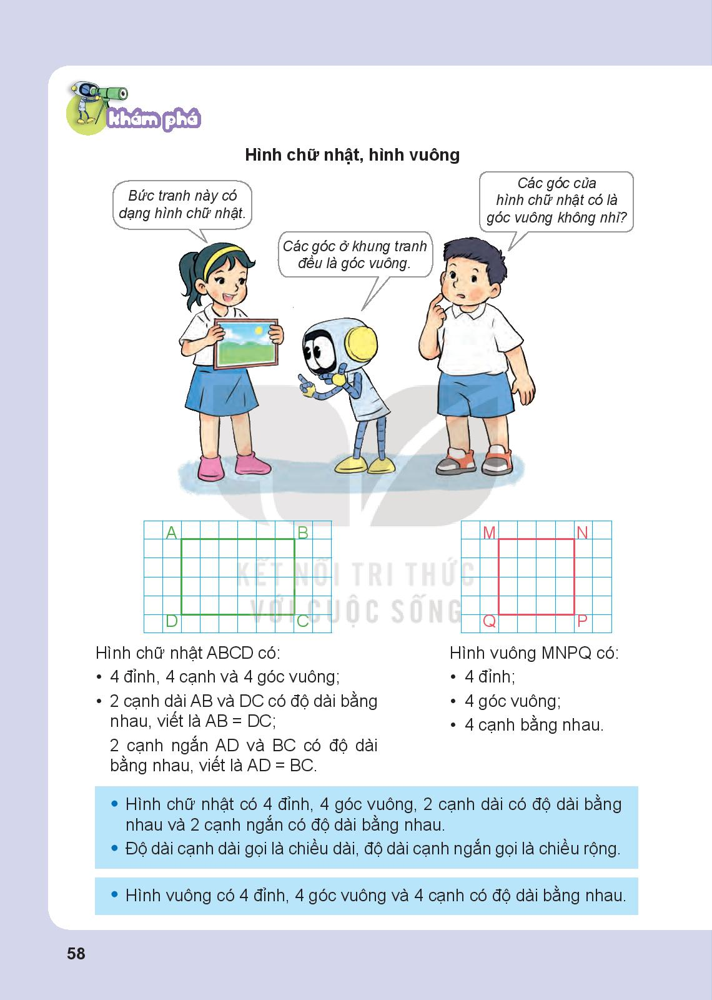 khám phá
Hình chữ nhật, hình vuông
Bức tranh này có
dạng hình chữ nhật.
Các góc ở khung tranh
đều là góc vuông.
Các góc của
hình chữ nhật có là
góc vuông không nhỉ?
A B
D C
M N
Q P
KẾT NỐI TRI THỨC
VỚI CUỘC SỐNG
Hình chữ nhật ABCD có:
• 4 đỉnh, 4 cạnh và 4 góc vuông;
• 2 cạnh dài AB và DC có độ dài bằng
nhau, viết là AB = DC;
2 cạnh ngắn AD và BC có độ dài
bằng nhau, viết là AD = BC.
Hình vuông MNPQ có:
• 4 đỉnh;
• 4 góc vuông;
• 4 cạnh bằng nhau.
• Hình chữ nhật có 4 đỉnh, 4 góc vuông, 2 cạnh dài có độ dài bằng
nhau và 2 cạnh ngắn có độ dài bằng nhau.
• Độ dài cạnh dài gọi là chiều dài, độ dài cạnh ngắn gọi là chiều rộng.
• Hình vuông có 4 đỉnh, 4 góc vuông và 4 cạnh có độ dài bằng nhau.
58